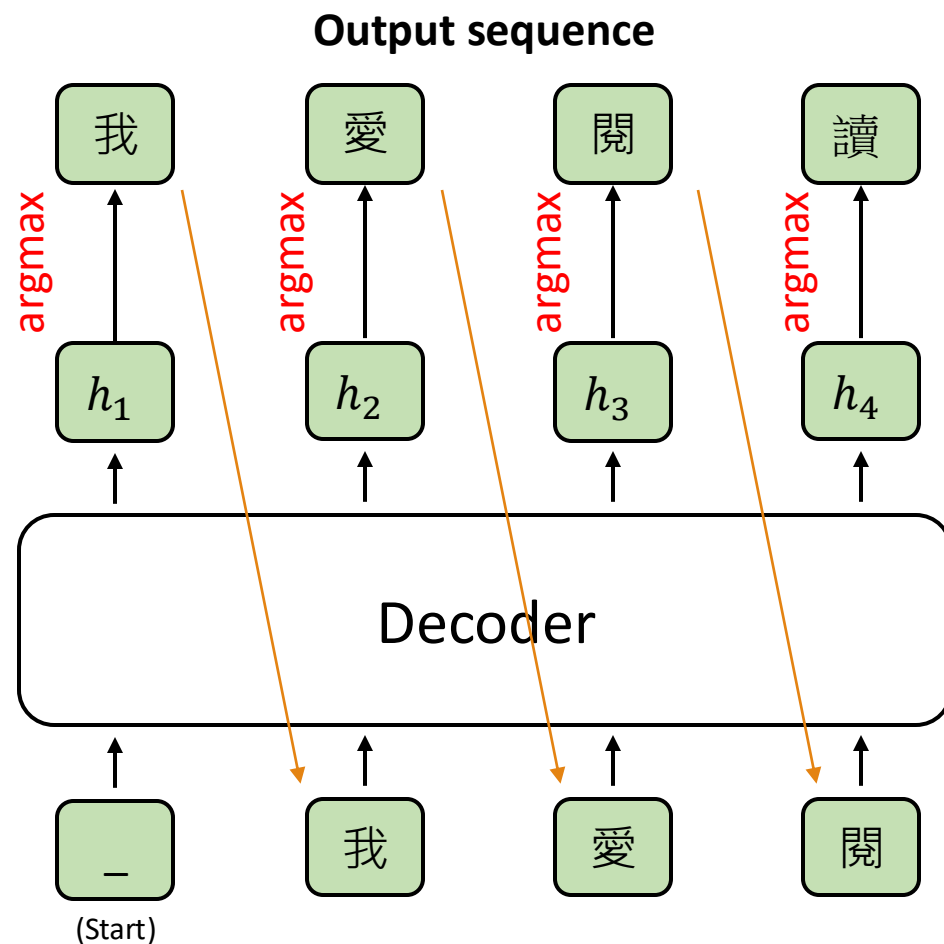 Output sequence
我 愛 閱 讀
argmax argmax argmax argmax
h₁ h₂ h₃ h₄
Decoder
_ 我 愛 閱
(Start)